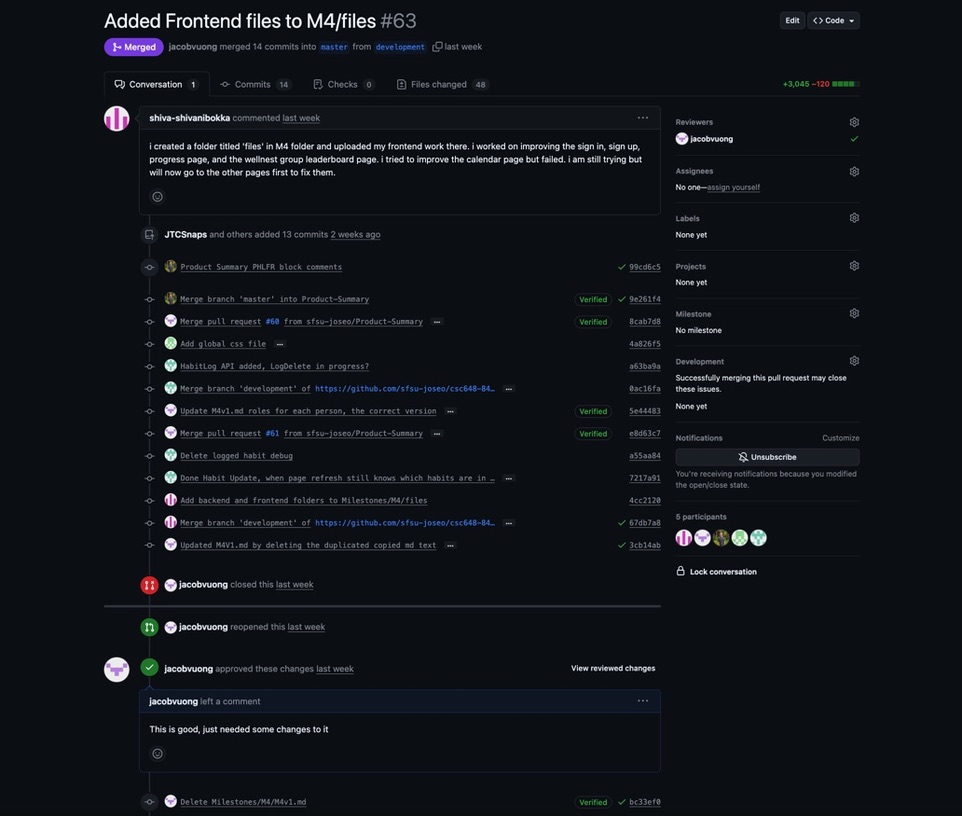 Added Frontend files to M4/files #63
Edit
Code
Merged jacobvuong merged 14 commits into master from development last week
Conversation 1
Commits 14
Checks 0
Files changed 48
+3,045 −120
shiva-shivanibokka commented last week
i created a folder titled 'files' in M4 folder and uploaded my frontend work there. i worked on improving the sign in, sign up,
progress page, and the wellnest group leaderboard page. i tried to improve the calendar page but failed. i am still trying but
will now go to the other pages first to fix them.
JTCSnaps and others added 13 commits 2 weeks ago
Product Summary PHLFR block comments 99cd6c5
Merge branch 'master' into Product-Summary Verified 9e261f4
Merge pull request #60 from sfsu-joseo/Product-Summary ... Verified 8cab7d8
Add global css file ... 4a826f5
HabitLog API added, LogDelete in progress? a63ba9a
Merge branch 'development' of https://github.com/sfsu-joseo/csc648-84… ... 0ac16fa
Update M4v1.md roles for each person, the correct version ... Verified 5e44483
Merge pull request #61 from sfsu-joseo/Product-Summary ... Verified e8d63c7
Delete logged habit debug a55aa84
Done Habit Update, when page refresh still knows which habits are in … ... 7217a91
Add backend and frontend folders to Milestones/M4/files 4cc2120
Merge branch 'development' of https://github.com/sfsu-joseo/csc648-84… ... 67db7a8
Updated M4V1.md by deleting the duplicated copied md text ... 3cb14ab
jacobvuong closed this last week
jacobvuong reopened this last week
jacobvuong approved these changes last week
View reviewed changes
jacobvuong left a comment
This is good, just needed some changes to it
Delete Milestones/M4/M4v1.md Verified bc33ef0
Reviewers
jacobvuong
Assignees
No one—assign yourself
Labels
None yet
Projects
None yet
Milestone
No milestone
Development
Successfully merging this pull request may close
these issues.
None yet
Notifications
Customize
Unsubscribe
You're receiving notifications because you modified
the open/close state.
5 participants
Lock conversation